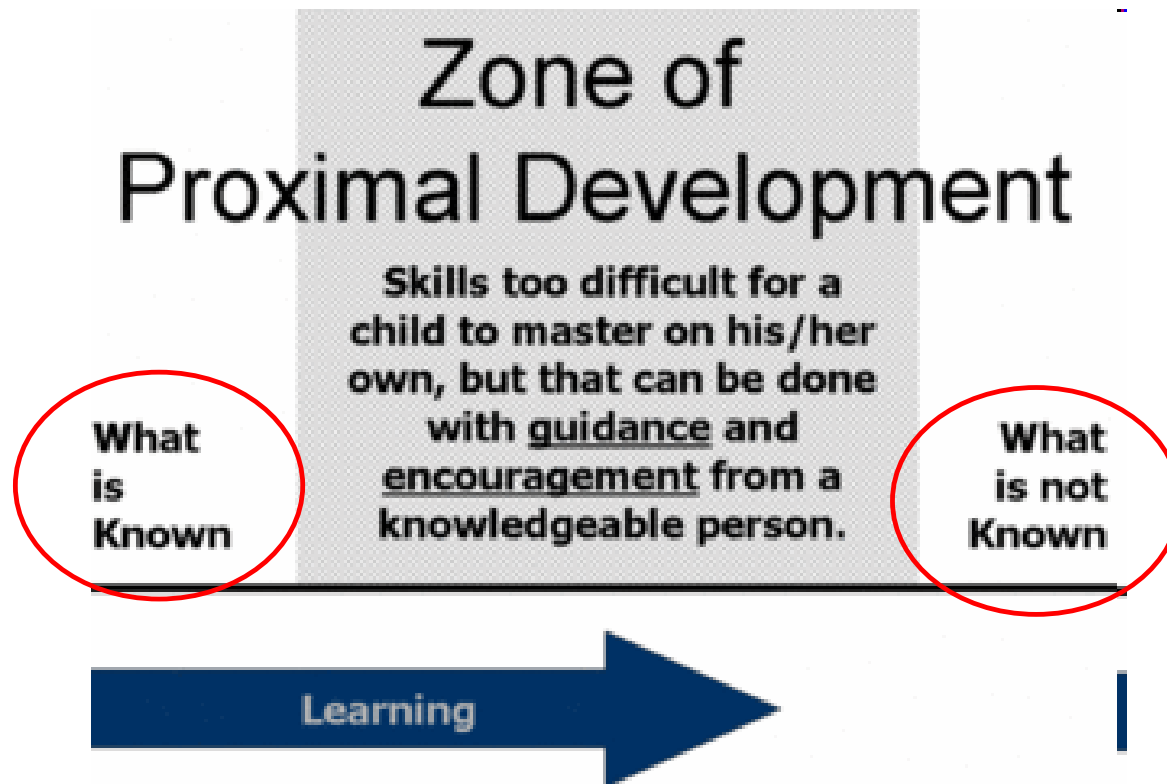 Zone of
Proximal Development
Skills too difficult for a
child to master on his/her
own, but that can be done
with guidance and
encouragement from a
knowledgeable person.
What
is
Known
What
is not
Known
Learning